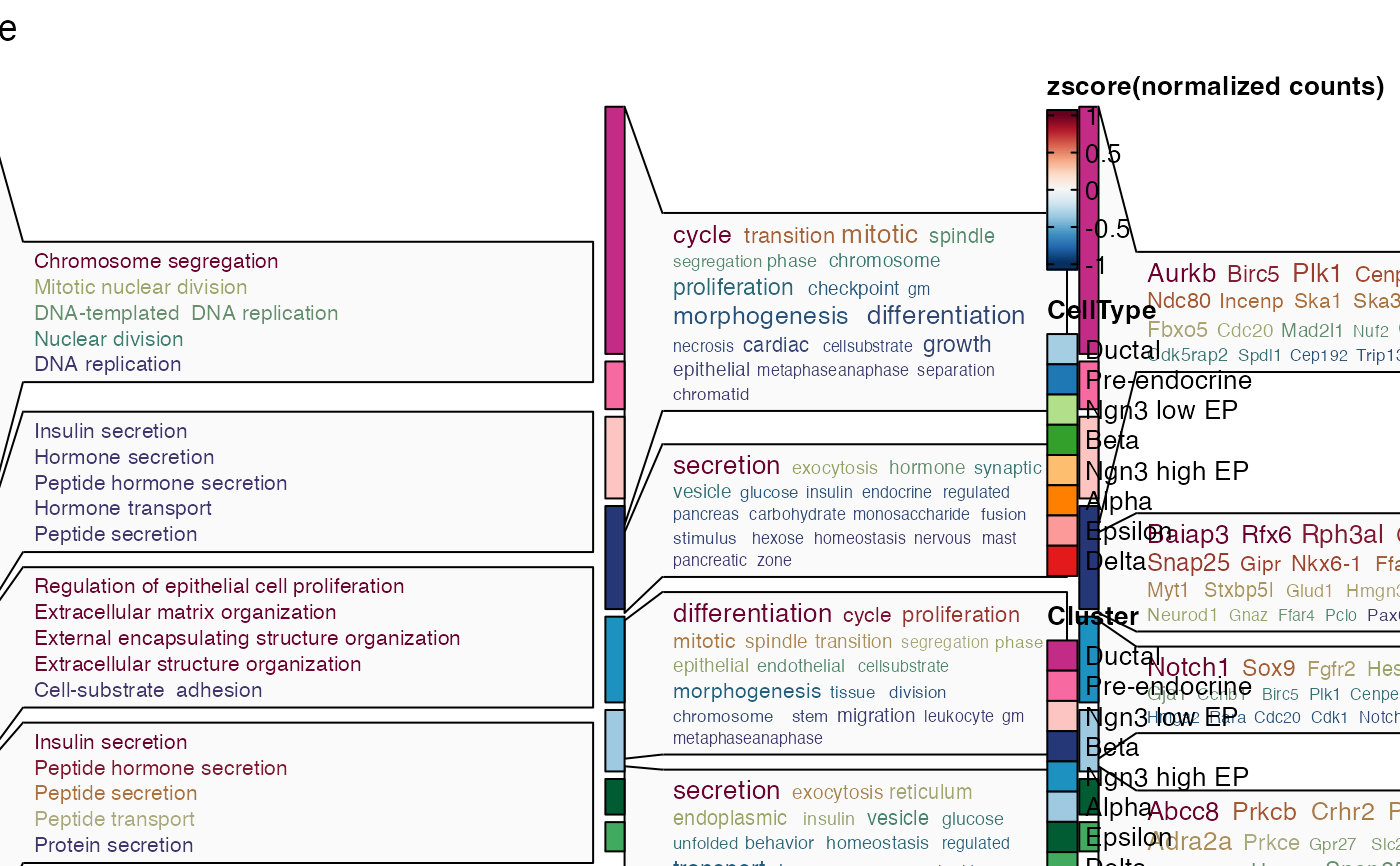 e
Chromosome segregation
Mitotic nuclear division
DNA-templated DNA replication
Nuclear division
DNA replication
Insulin secretion
Hormone secretion
Peptide hormone secretion
Hormone transport
Peptide secretion
Regulation of epithelial cell proliferation
Extracellular matrix organization
External encapsulating structure organization
Extracellular structure organization
Cell-substrate adhesion
Insulin secretion
Peptide hormone secretion
Peptide secretion
Peptide transport
Protein secretion
cycle transition mitotic spindle
segregation phase chromosome
proliferation checkpoint gm
morphogenesis differentiation
necrosis cardiac cellsubstrate growth
epithelial metaphaseanaphase separation
chromatid
secretion exocytosis hormone synaptic
vesicle glucose insulin endocrine regulated
pancreas carbohydrate monosaccharide fusion
stimulus hexose homeostasis nervous mast
pancreatic zone
differentiation cycle proliferation
mitotic spindle transition segregation phase
epithelial endothelial cellsubstrate
morphogenesis tissue division
chromosome stem migration leukocyte gm
metaphaseanaphase
secretion exocytosis reticulum
endoplasmic insulin vesicle glucose
unfolded behavior homeostasis regulated
zscore(normalized counts)
1
0.5
0
-0.5
-1
CellType
Ductal
Pre-endocrine
Ngn3 low EP
Beta
Ngn3 high EP
Alpha
Epsilon
Delta
Cluster
Ductal
Pre-endocrine
Ngn3 low EP
Beta
Ngn3 high EP
Alpha
Epsilon
Delta
Aurkb Birc5 Plk1 Cenp
Ndc80 Incenp Ska1 Ska3
Fbxo5 Cdc20 Mad2l1 Nuf2
Cdk5rap2 Spdl1 Cep192 Trip13
Baiap3 Rfx6 Rph3al
Snap25 Gipr Nkx6-1 Ffa
Myt1 Stxbp5l Glud1 Hmgn3
Neurod1 Gnaz Ffar4 Pclo Pax
Notch1 Sox9 Fgfr2 Hes
Gja1 Ccnb1 Birc5 Plk1 Cenpe
Hmga2 Rara Cdc20 Cdk1 Notch
Abcc8 Prkcb Crhr2 P
Adra2a Prkce Gpr27